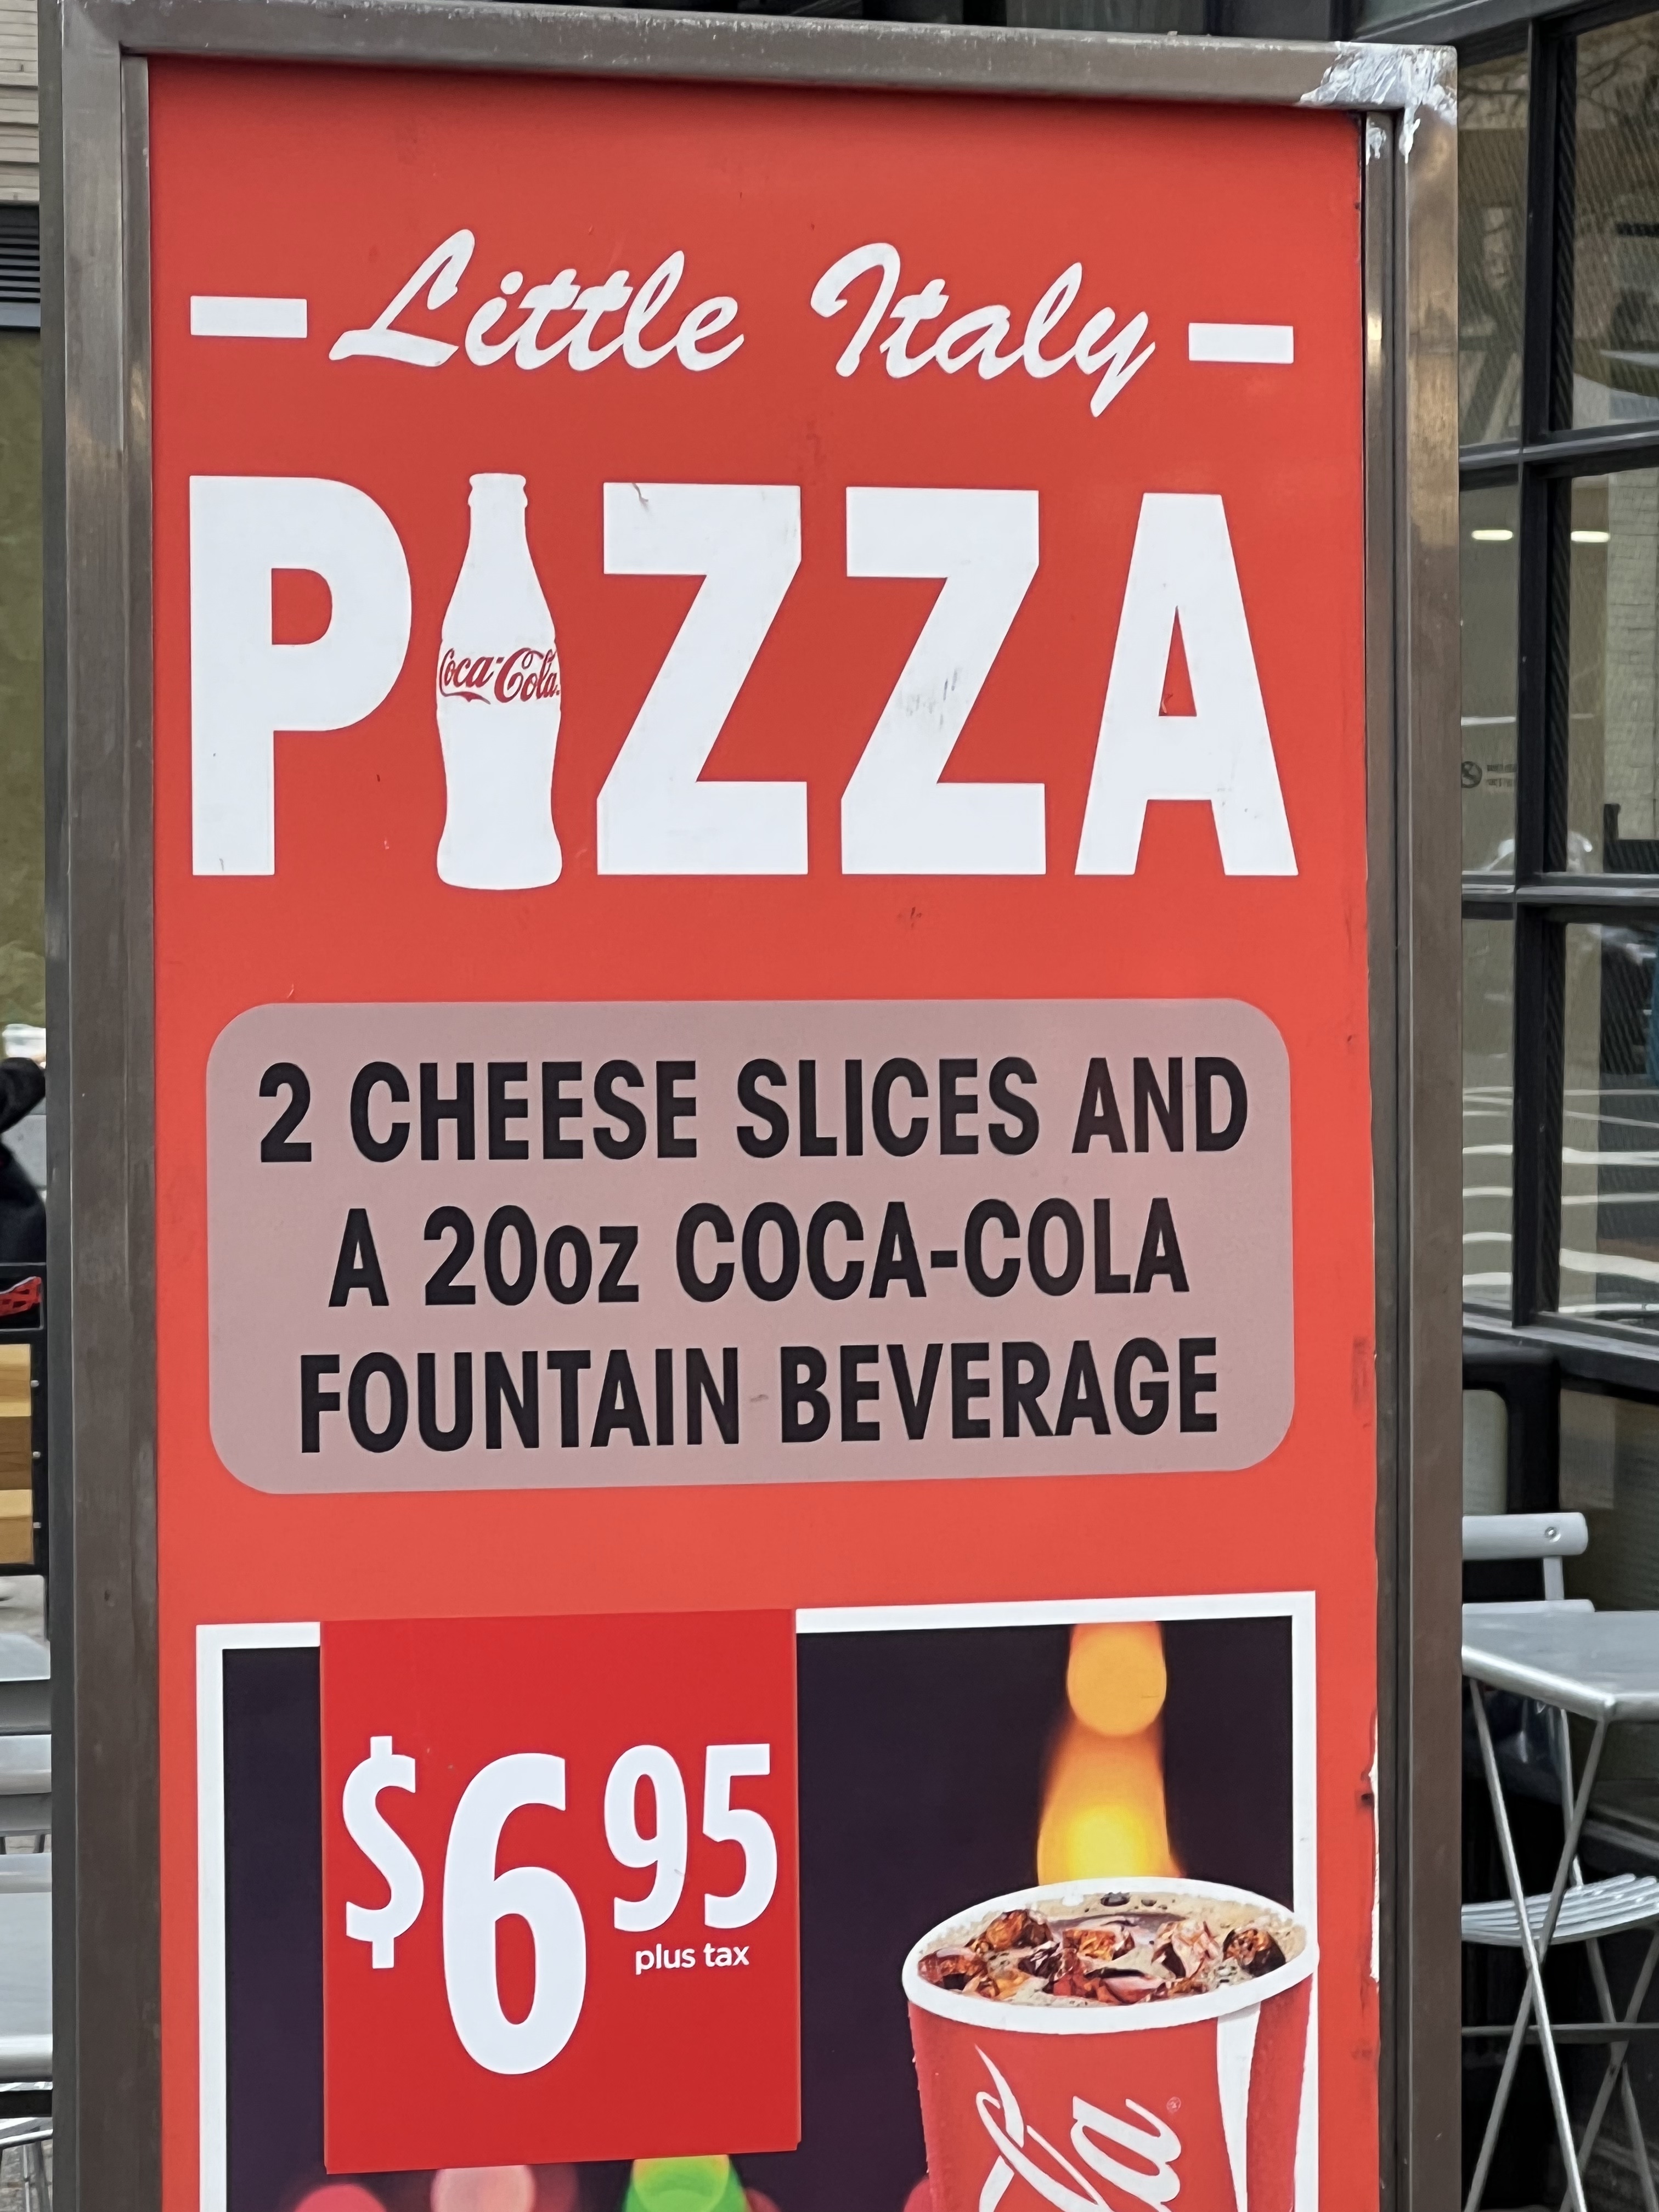 Little Italy
PIZZA
Coca-Cola
2 CHEESE SLICES AND
A 20oz COCA-COLA
FOUNTAIN BEVERAGE
$6 95
plus tax